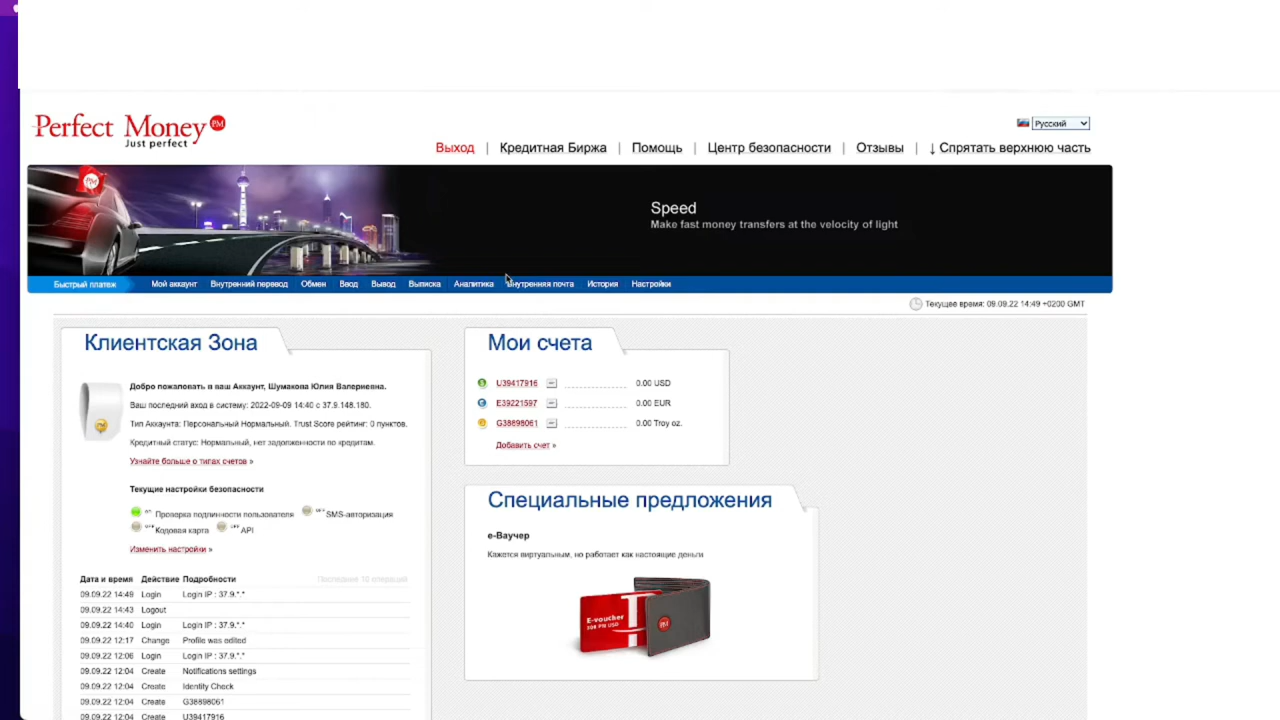 Perfect Money PM
Just perfect
Русский
Выход | Кредитная Биржа | Помощь | Центр безопасности | Отзывы | ↓ Спрятать верхнюю часть
Speed
Make fast money transfers at the velocity of light
Быстрый платеж Мой аккаунт Внутренний перевод Обмен Ввод Вывод Выписка Аналитика Внутренняя почта История Настройки
Текущее время: 09.09.22 14:49 +0200 GMT
Клиентская Зона
Добро пожаловать в ваш Аккаунт, Шумакова Юлия Валериевна.
Ваш последний вход в систему: 2022-09-09 14:40 с 37.9.148.180.
Тип Аккаунта: Персональный Нормальный. Trust Score рейтинг: 0 пунктов.
Кредитный статус: Нормальный, нет задолженности по кредитам.
Узнайте больше о типах счетов »
Текущие настройки безопасности
Проверка подлинности пользователя SMS-авторизация
Кодовая карта API
Изменить настройки »
Дата и время Действие Подробности Последние 10 операций
09.09.22 14:49 Login Login IP : 37.9.*.*
09.09.22 14:43 Logout
09.09.22 14:40 Login Login IP : 37.9.*.*
09.09.22 12:17 Change Profile was edited
09.09.22 12:06 Login Login IP : 37.9.*.*
09.09.22 12:04 Create Notifications settings
09.09.22 12:04 Create Identity Check
09.09.22 12:04 Create G38898061
09.09.22 12:04 Create U39417916
Мои счета
U39417916 0.00 USD
E39221597 0.00 EUR
G38898061 0.00 Troy oz.
Добавить счет »
Специальные предложения
е-Ваучер
Кажется виртуальным, но работает как настоящие деньги
E-voucher
PM